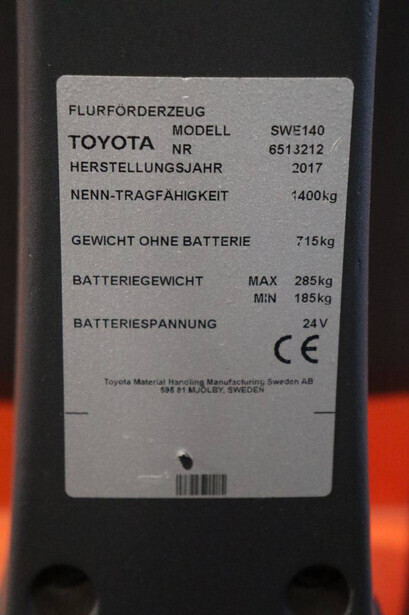 FLURFÖRDERZEUG
TOYOTA MODELL SWE140
NR 6513212
HERSTELLUNGSJAHR 2017
NENN-TRAGFÄHIGKEIT 1400kg
GEWICHT OHNE BATTERIE 715kg
BATTERIEGEWICHT MAX 285kg
MIN 185kg
BATTERIESPANNUNG 24V
CE
Toyota Material Handling Manufacturing Sweden AB
595 81 MJÖLBY, SWEDEN